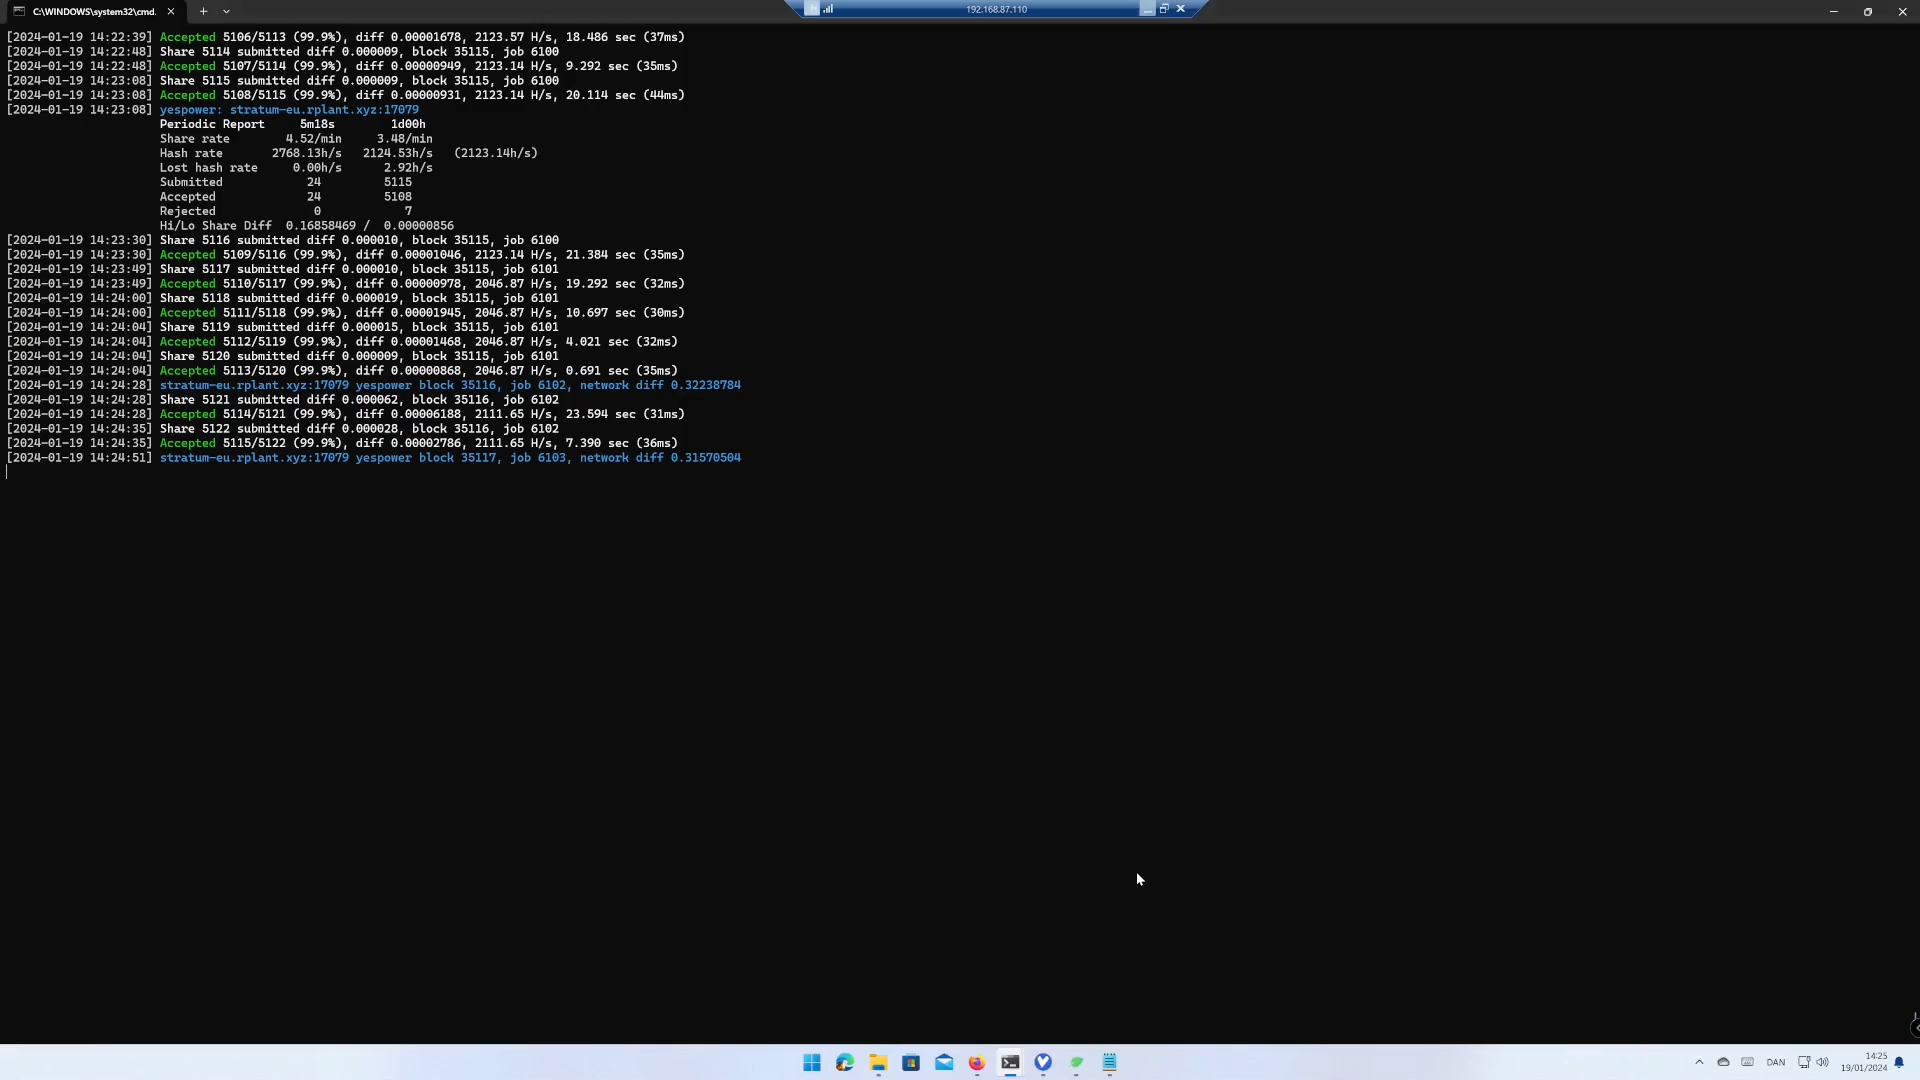 C:\WINDOWS\system32\cmd.
192.168.87.110
[2024-01-19 14:22:39] Accepted 5106/5113 (99.9%), diff 0.00001678, 2123.57 H/s, 18.486 sec (37ms)
[2024-01-19 14:22:48] Share 5114 submitted diff 0.000009, block 35115, job 6100
[2024-01-19 14:22:48] Accepted 5107/5114 (99.9%), diff 0.00000949, 2123.14 H/s, 9.292 sec (35ms)
[2024-01-19 14:23:08] Share 5115 submitted diff 0.000009, block 35115, job 6100
[2024-01-19 14:23:08] Accepted 5108/5115 (99.9%), diff 0.00000931, 2123.14 H/s, 20.114 sec (44ms)
[2024-01-19 14:23:08] yespower: stratum-eu.rplant.xyz:17079
Periodic Report 5m18s 1d00h
Share rate 4.52/min 3.48/min
Hash rate 2768.13h/s 2124.53h/s (2123.14h/s)
Lost hash rate 0.00h/s 2.92h/s
Submitted 24 5115
Accepted 24 5108
Rejected 0 7
Hi/Lo Share Diff 0.16858469 / 0.00000856
[2024-01-19 14:23:30] Share 5116 submitted diff 0.000010, block 35115, job 6100
[2024-01-19 14:23:30] Accepted 5109/5116 (99.9%), diff 0.00001046, 2123.14 H/s, 21.384 sec (35ms)
[2024-01-19 14:23:49] Share 5117 submitted diff 0.000010, block 35115, job 6101
[2024-01-19 14:23:49] Accepted 5110/5117 (99.9%), diff 0.00000978, 2046.87 H/s, 19.292 sec (32ms)
[2024-01-19 14:24:00] Share 5118 submitted diff 0.000019, block 35115, job 6101
[2024-01-19 14:24:00] Accepted 5111/5118 (99.9%), diff 0.00001945, 2046.87 H/s, 10.697 sec (30ms)
[2024-01-19 14:24:04] Share 5119 submitted diff 0.000015, block 35115, job 6101
[2024-01-19 14:24:04] Accepted 5112/5119 (99.9%), diff 0.00001468, 2046.87 H/s, 4.021 sec (32ms)
[2024-01-19 14:24:04] Share 5120 submitted diff 0.000009, block 35115, job 6101
[2024-01-19 14:24:04] Accepted 5113/5120 (99.9%), diff 0.00000868, 2046.87 H/s, 0.691 sec (35ms)
[2024-01-19 14:24:28] stratum-eu.rplant.xyz:17079 yespower block 35116, job 6102, network diff 0.32238784
[2024-01-19 14:24:28] Share 5121 submitted diff 0.000062, block 35116, job 6102
[2024-01-19 14:24:28] Accepted 5114/5121 (99.9%), diff 0.00006188, 2111.65 H/s, 23.594 sec (31ms)
[2024-01-19 14:24:35] Share 5122 submitted diff 0.000028, block 35116, job 6102
[2024-01-19 14:24:35] Accepted 5115/5122 (99.9%), diff 0.00002786, 2111.65 H/s, 7.390 sec (36ms)
[2024-01-19 14:24:51] stratum-eu.rplant.xyz:17079 yespower block 35117, job 6103, network diff 0.31570504
DAN
14:25
19/01/2024